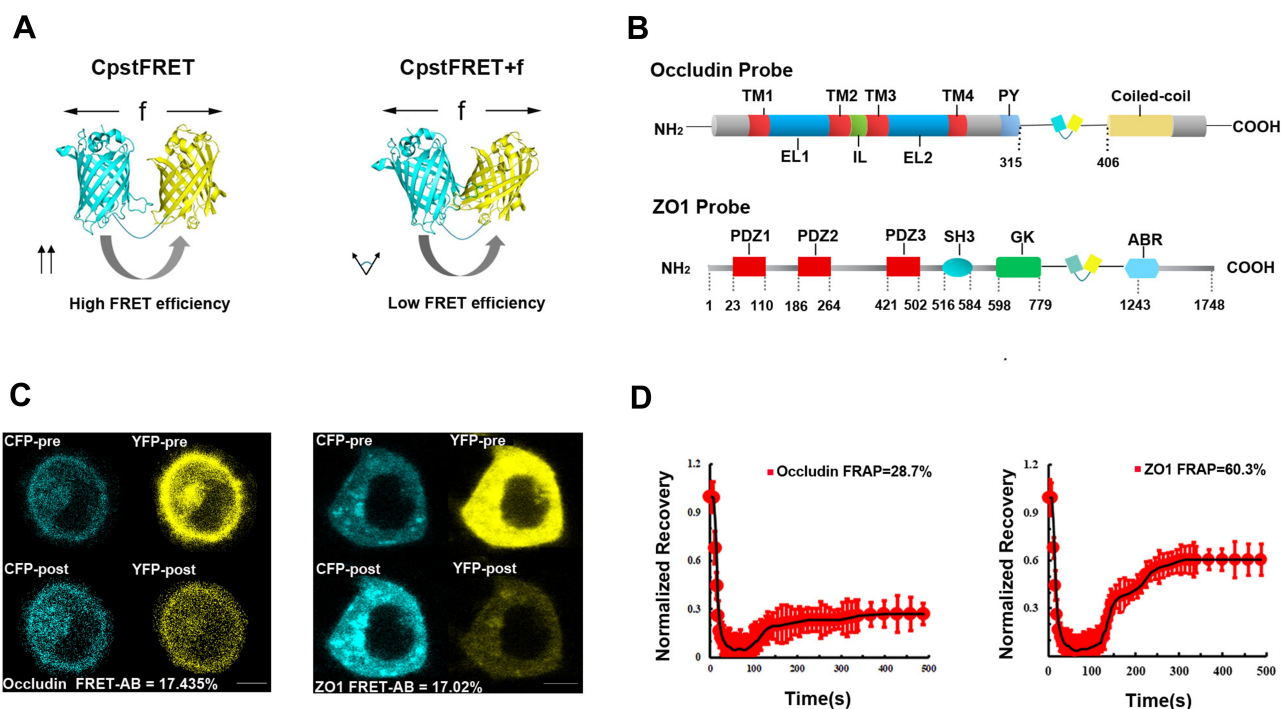 A
CpstFRET
f
High FRET efficiency
CpstFRET+f
f
Low FRET efficiency
B
Occludin Probe
TM1 TM2 TM3 TM4 PY Coiled-coil
NH2 COOH
EL1 IL EL2 315 406
ZO1 Probe
PDZ1 PDZ2 PDZ3 SH3 GK ABR
NH2 COOH
1 23 110 186 264 421 502 516 584 598 779 1243 1748
C
CFP-pre YFP-pre
CFP-post YFP-post
Occludin FRET-AB = 17.435%
CFP-pre YFP-pre
CFP-post YFP-post
ZO1 FRET-AB = 17.02%
D
Normalized Recovery
1.2
0.9
0.6
0.3
0
Occludin FRAP=28.7%
0 100 200 300 400 500
Time(s)
Normalized Recovery
1.2
0.9
0.6
0.3
ZO1 FRAP=60.3%
0 100 200 300 400 500
Time(s)